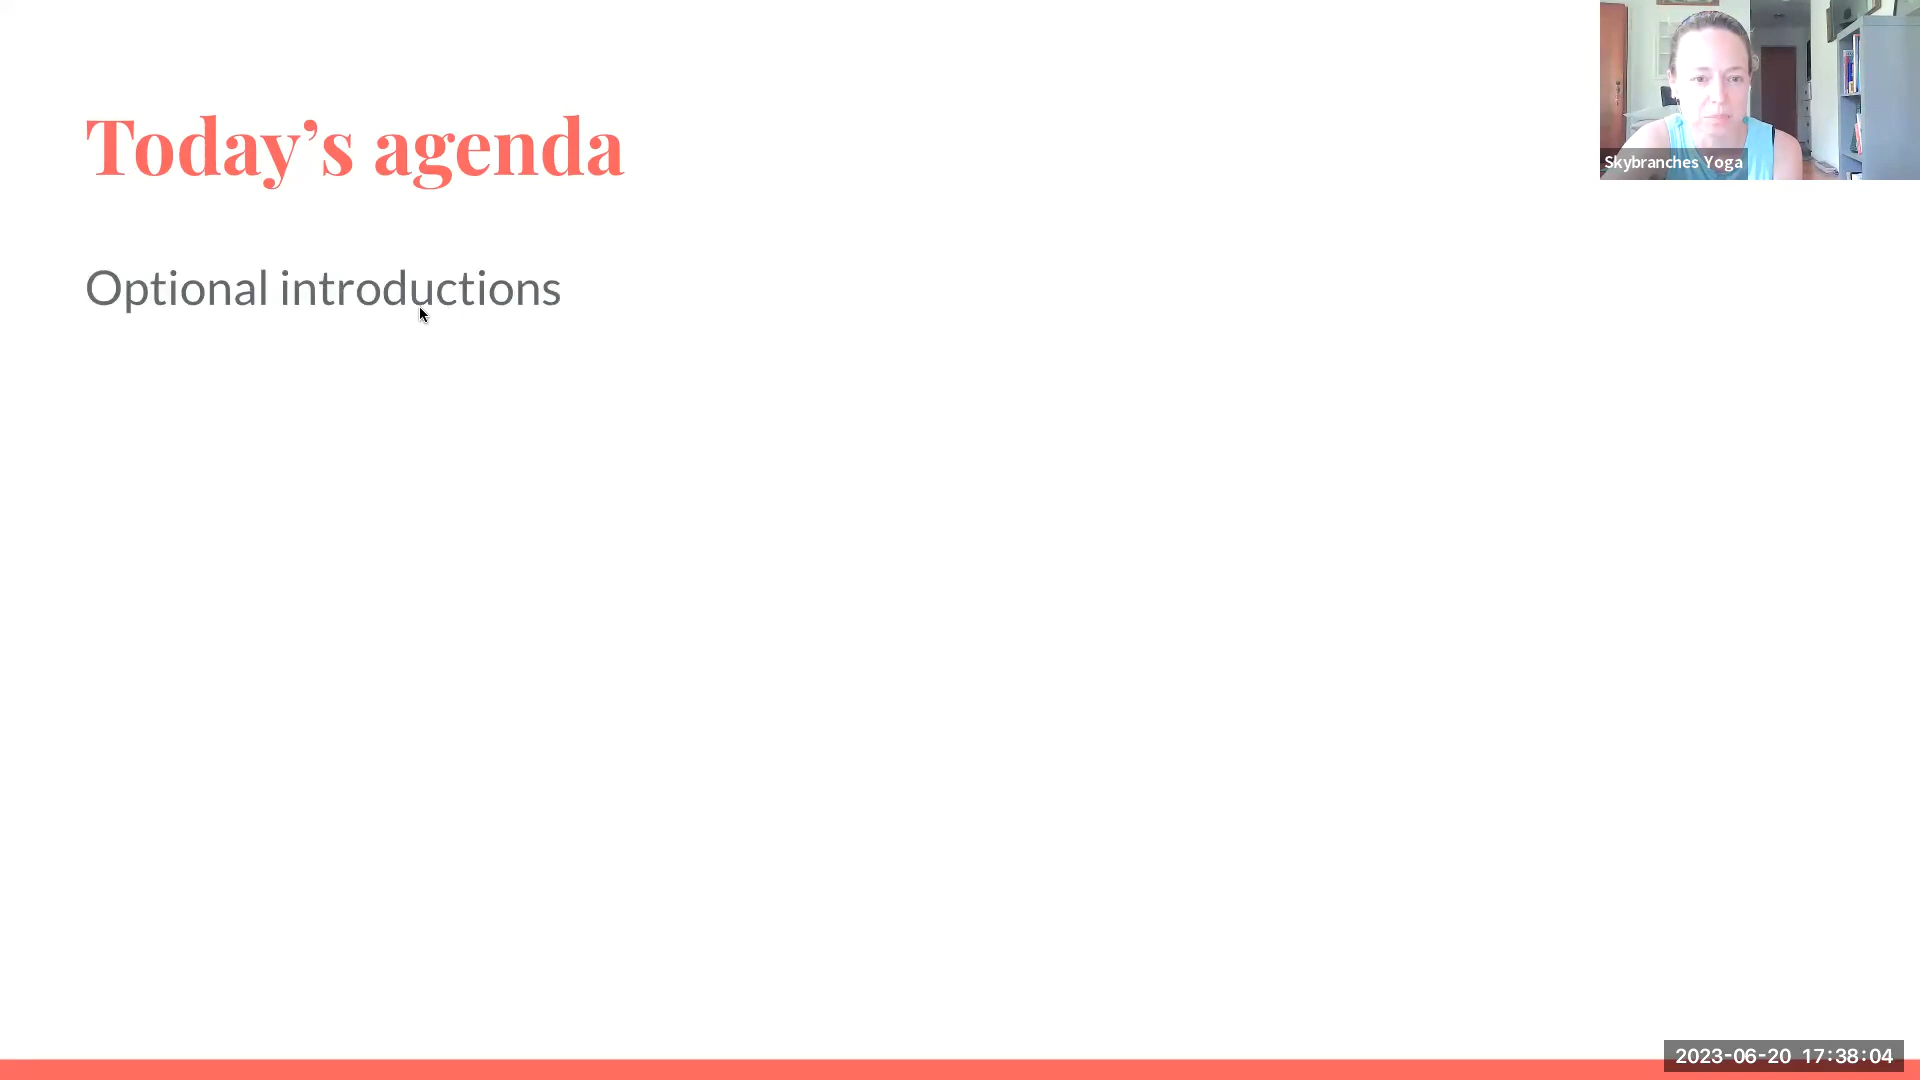 Today’s agenda
Skybranches Yoga
Optional introductions
2023-06-20 17:38:04